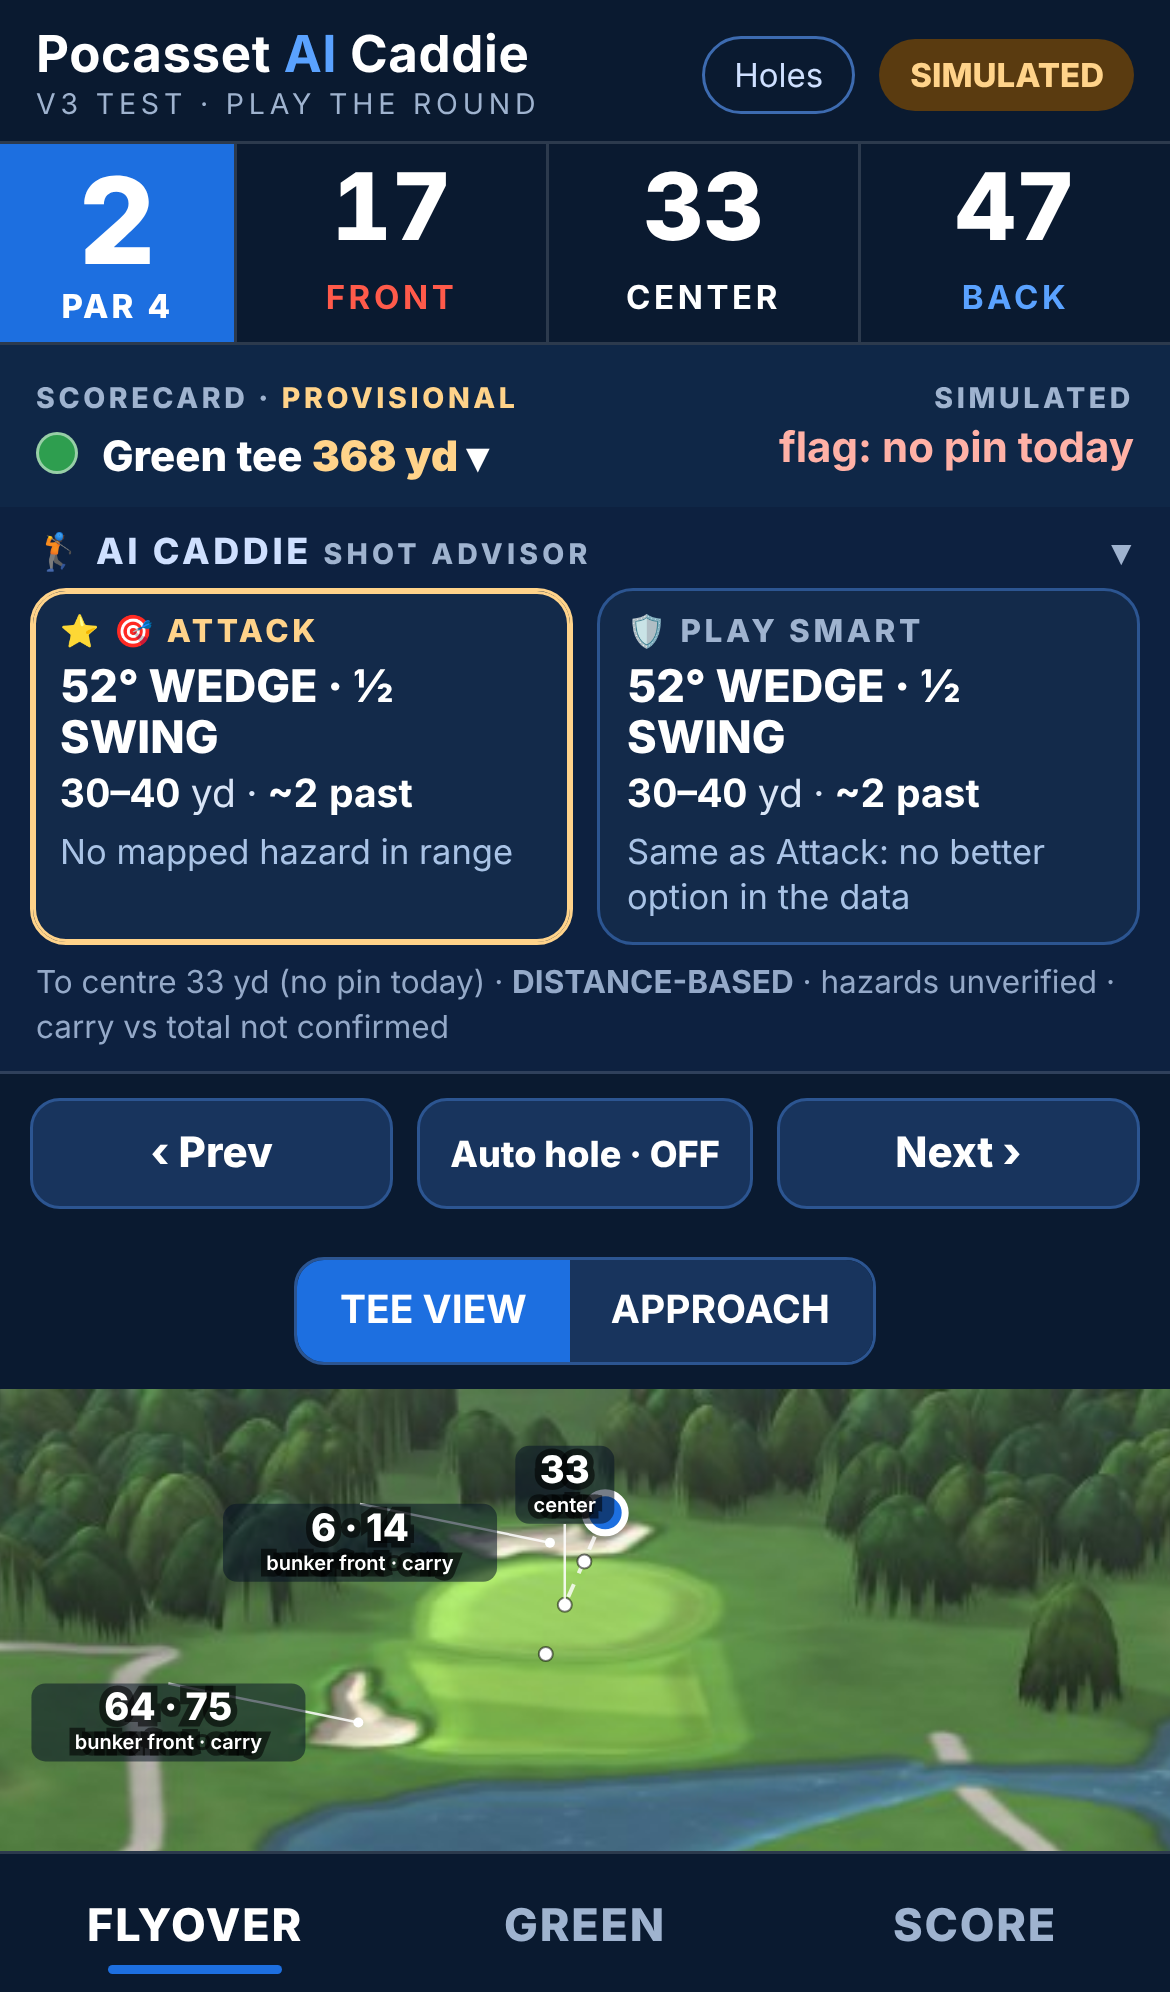 Pocasset AI Caddie
V3 TEST · PLAY THE ROUND
Holes
SIMULATED
2
PAR 4
17
FRONT
33
CENTER
47
BACK
SCORECARD · PROVISIONAL
Green tee 368 yd ▼
SIMULATED
flag: no pin today
AI CADDIE SHOT ADVISOR ▼
ATTACK
52° WEDGE · ½
SWING
30–40 yd · ~2 past
No mapped hazard in range
PLAY SMART
52° WEDGE · ½
SWING
30–40 yd · ~2 past
Same as Attack: no better
option in the data
To centre 33 yd (no pin today) · DISTANCE-BASED · hazards unverified ·
carry vs total not confirmed
‹ Prev
Auto hole · OFF
Next ›
TEE VIEW
APPROACH
33
center
6 · 14
bunker front · carry
64 · 75
bunker front · carry
FLYOVER
GREEN
SCORE